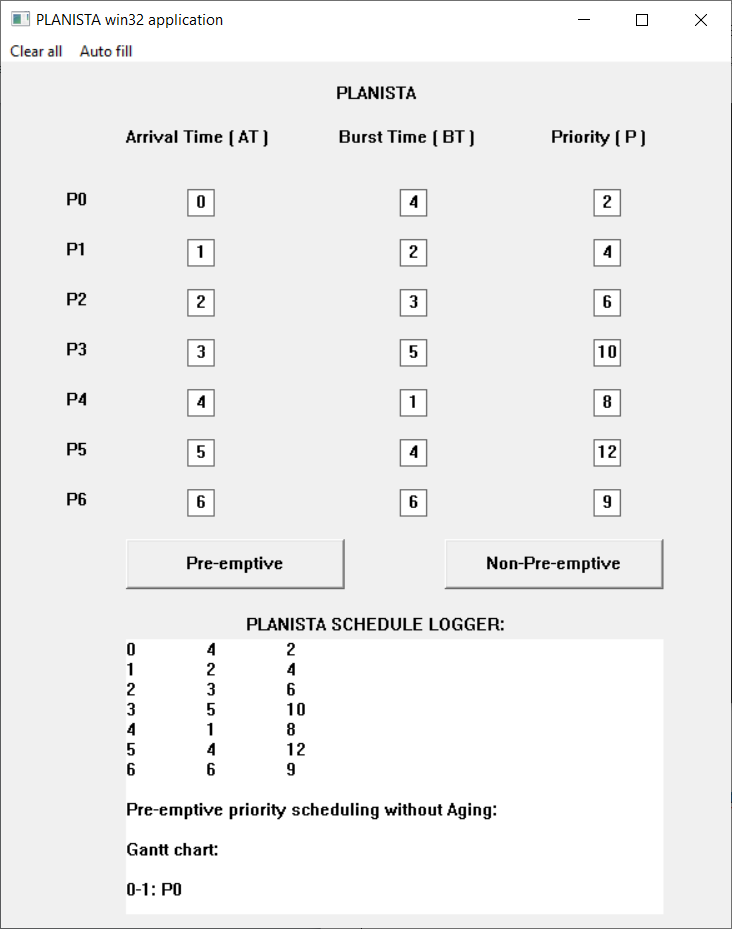 PLANISTA win32 application
Clear all Auto fill
PLANISTA
Arrival Time ( AT ) Burst Time ( BT ) Priority ( P )
P0 0 4 2
P1 1 2 4
P2 2 3 6
P3 3 5 10
P4 4 1 8
P5 5 4 12
P6 6 6 9
Pre-emptive Non-Pre-emptive
PLANISTA SCHEDULE LOGGER:
0 4 2
1 2 4
2 3 6
3 5 10
4 1 8
5 4 12
6 6 9
Pre-emptive priority scheduling without Aging:
Gantt chart:
0-1: P0